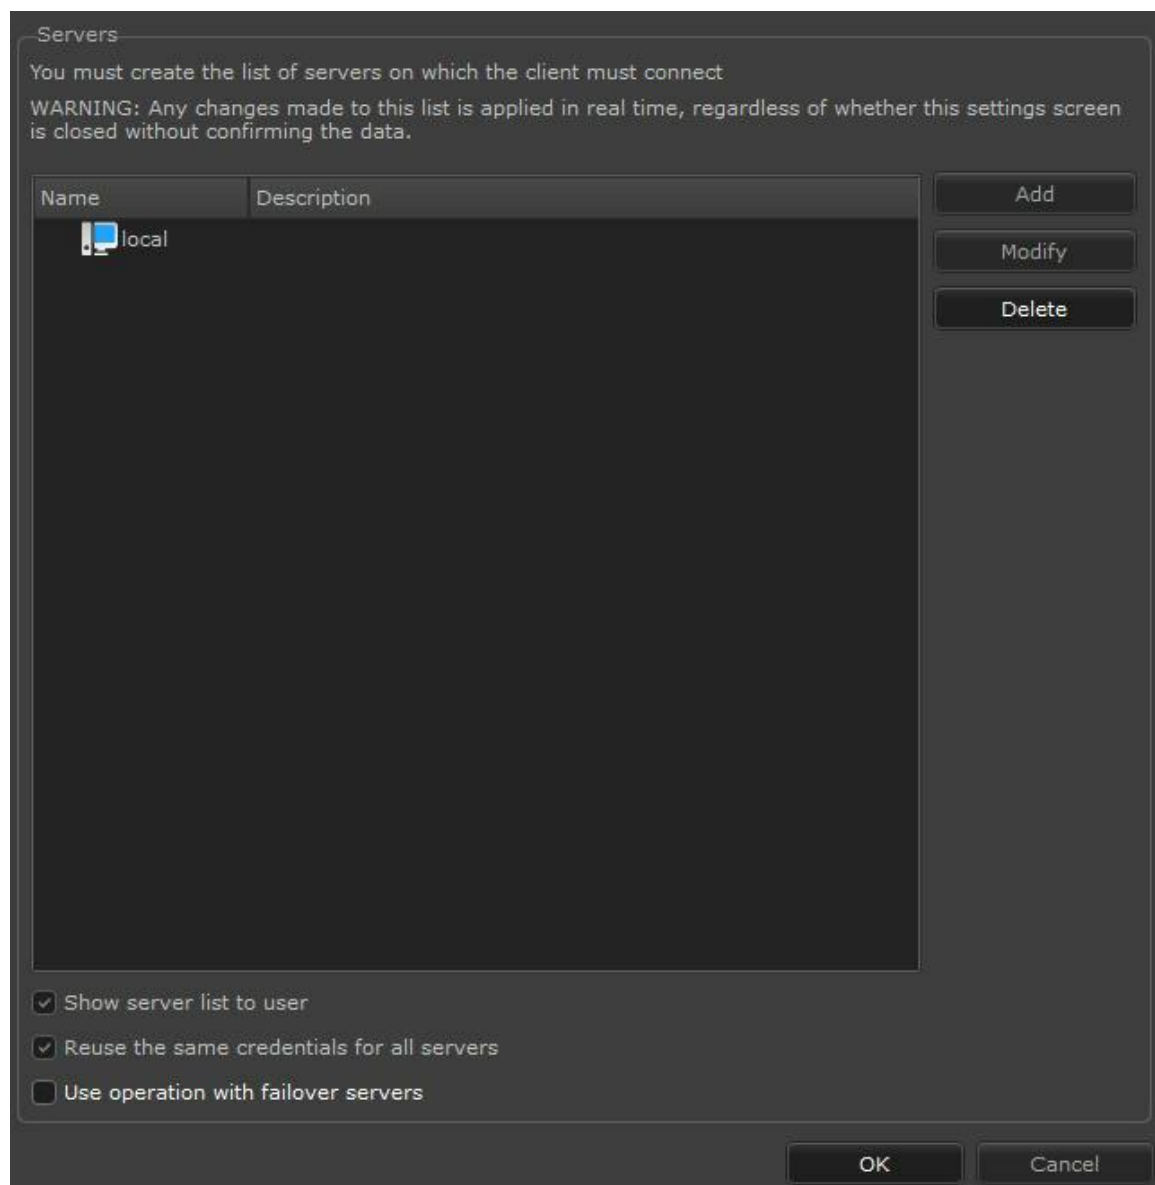 Servers
You must create the list of servers on which the client must connect
WARNING: Any changes made to this list is applied in real time, regardless of whether this settings screen
is closed without confirming the data.
Name Description
Add
local
Modify
Delete
Show server list to user
Reuse the same credentials for all servers
Use operation with failover servers
OK Cancel